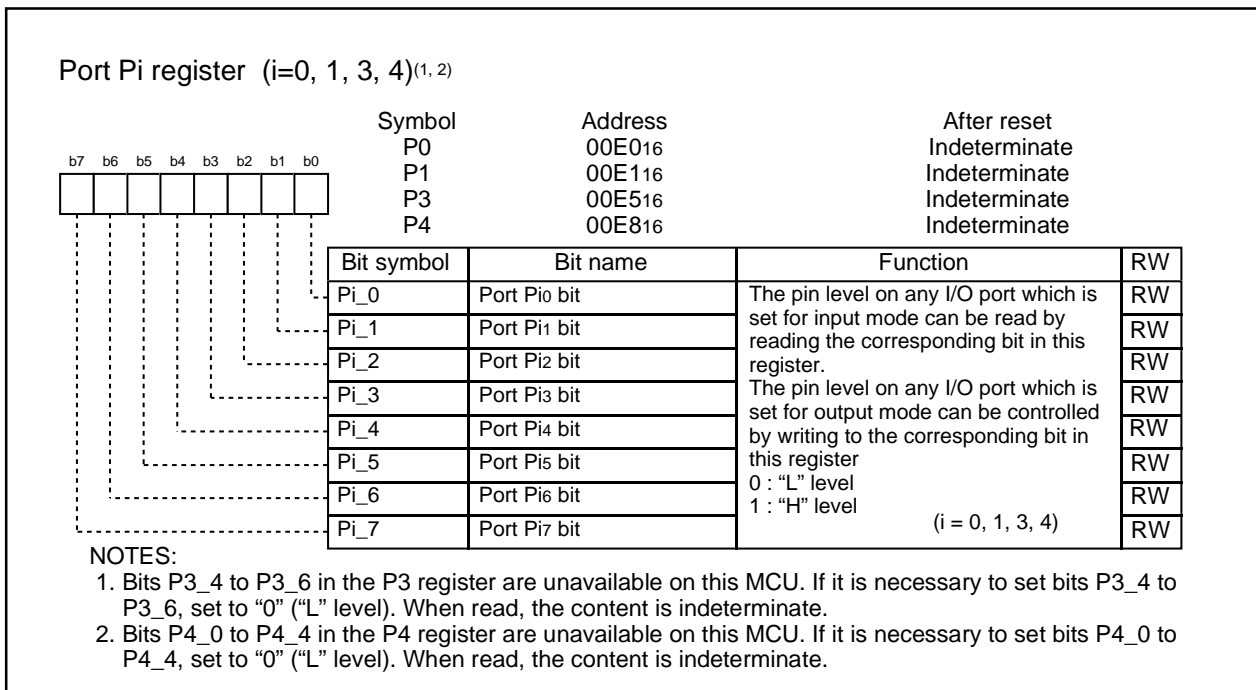 Port Pi register (i=0, 1, 3, 4)(1, 2)
Symbol Address After reset
P0 00E016 Indeterminate
P1 00E116 Indeterminate
P3 00E516 Indeterminate
P4 00E816 Indeterminate
b7 b6 b5 b4 b3 b2 b1 b0
Bit symbol Bit name Function RW
Pi_0 Port Pi0 bit RW
Pi_1 Port Pi1 bit RW
Pi_2 Port Pi2 bit RW
Pi_3 Port Pi3 bit RW
Pi_4 Port Pi4 bit RW
Pi_5 Port Pi5 bit RW
Pi_6 Port Pi6 bit RW
Pi_7 Port Pi7 bit RW
The pin level on any I/O port which is
set for input mode can be read by
reading the corresponding bit in this
register.
The pin level on any I/O port which is
set for output mode can be controlled
by writing to the corresponding bit in
this register
0 : “L” level
1 : “H” level
(i = 0, 1, 3, 4)
NOTES:
1. Bits P3_4 to P3_6 in the P3 register are unavailable on this MCU. If it is necessary to set bits P3_4 to
P3_6, set to “0” (“L” level). When read, the content is indeterminate.
2. Bits P4_0 to P4_4 in the P4 register are unavailable on this MCU. If it is necessary to set bits P4_0 to
P4_4, set to “0” (“L” level). When read, the content is indeterminate.